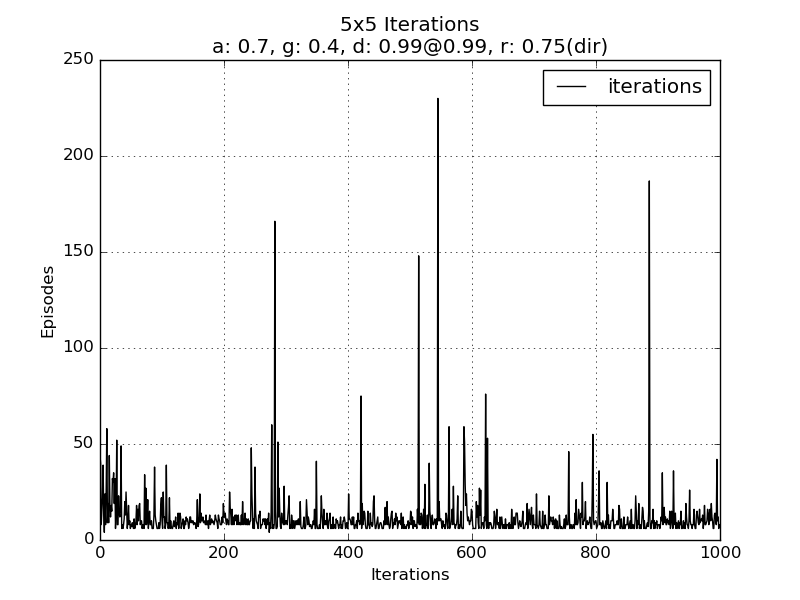 5x5 Iterations
a: 0.7, g: 0.4, d: 0.99@0.99, r: 0.75(dir)
250
iterations
200
150
Episodes
100
50
0
0 200 400 600 800 1000
Iterations